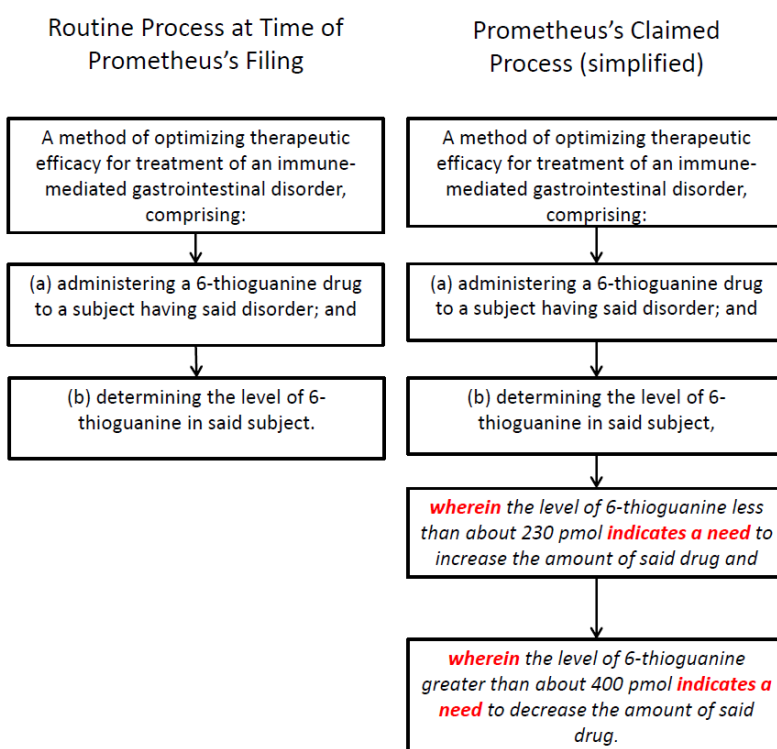 Routine Process at Time of
Prometheus's Filing
A method of optimizing therapeutic
efficacy for treatment of an immune-
mediated gastrointestinal disorder,
comprising:
(a) administering a 6-thioguanine drug
to a subject having said disorder; and
(b) determining the level of 6-
thioguanine in said subject.
Prometheus's Claimed
Process (simplified)
A method of optimizing therapeutic
efficacy for treatment of an immune-
mediated gastrointestinal disorder,
comprising:
(a) administering a 6-thioguanine drug
to a subject having said disorder; and
(b) determining the level of 6-
thioguanine in said subject,
wherein the level of 6-thioguanine less
than about 230 pmol indicates a need to
increase the amount of said drug and
wherein the level of 6-thioguanine
greater than about 400 pmol indicates a
need to decrease the amount of said
drug.